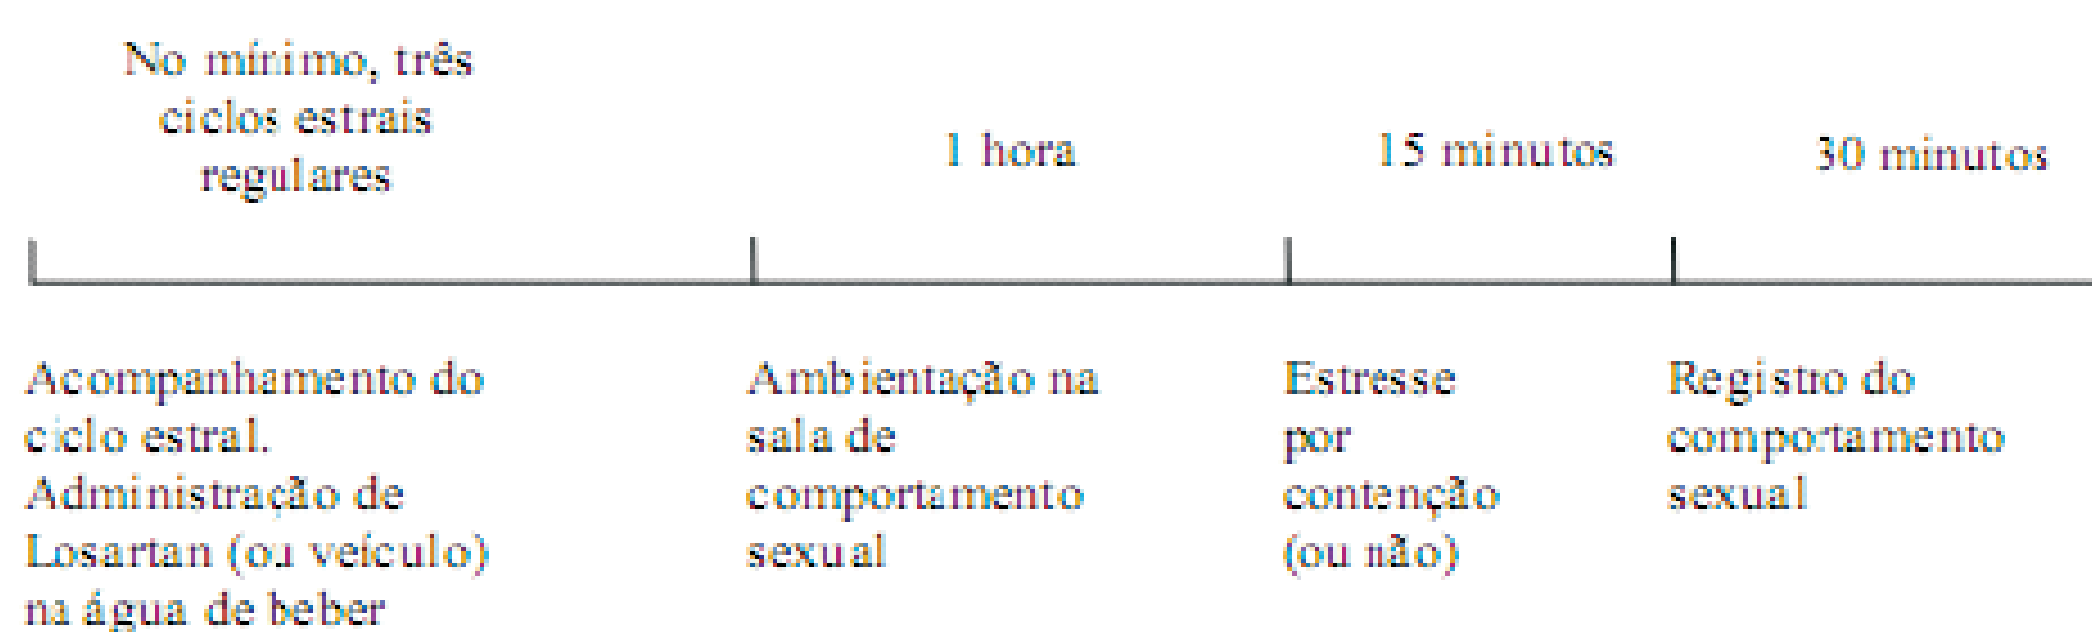 No mínimo, três
ciclos estrais
regulares
1 hora
15 minutos
30 minutos
Acompanhamento do
ciclo estral.
Administração de
Losartan (ou veículo)
na água de beber
Ambientação na
sala de
comportamento
sexual
Estresse
por
contenção
(ou não)
Registro do
comportamento
sexual